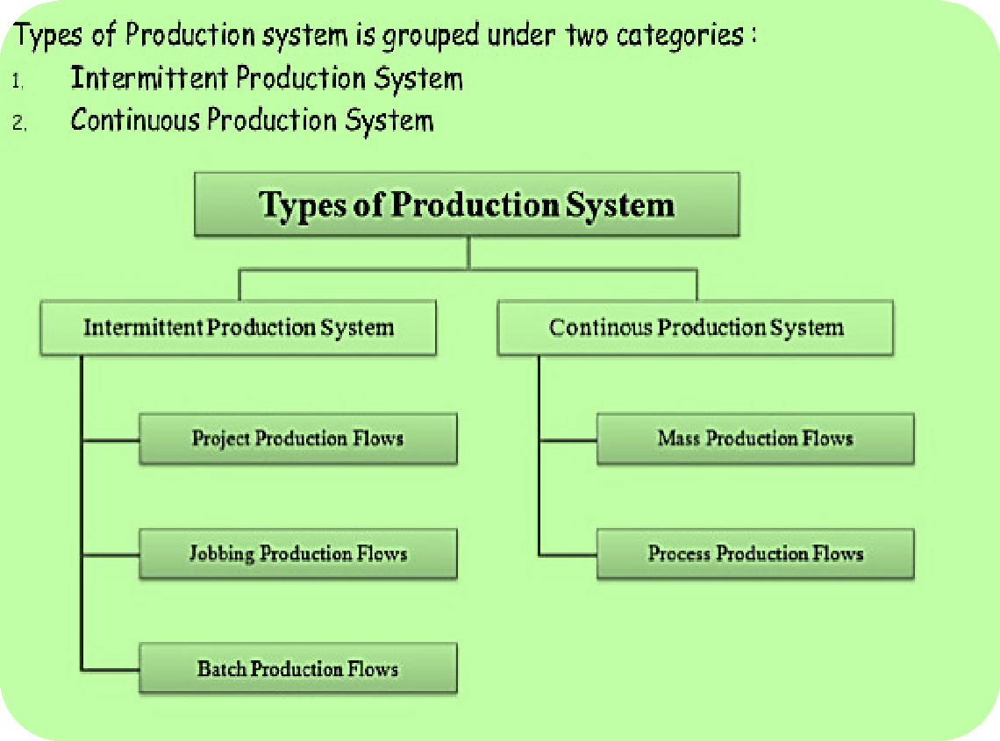 Types of Production system is grouped under two categories :
1. Intermittent Production System
2. Continuous Production System
Types of Production System
Intermittent Production System
Continous Production System
Project Production Flows
Mass Production Flows
Jobbing Production Flows
Process Production Flows
Batch Production Flows